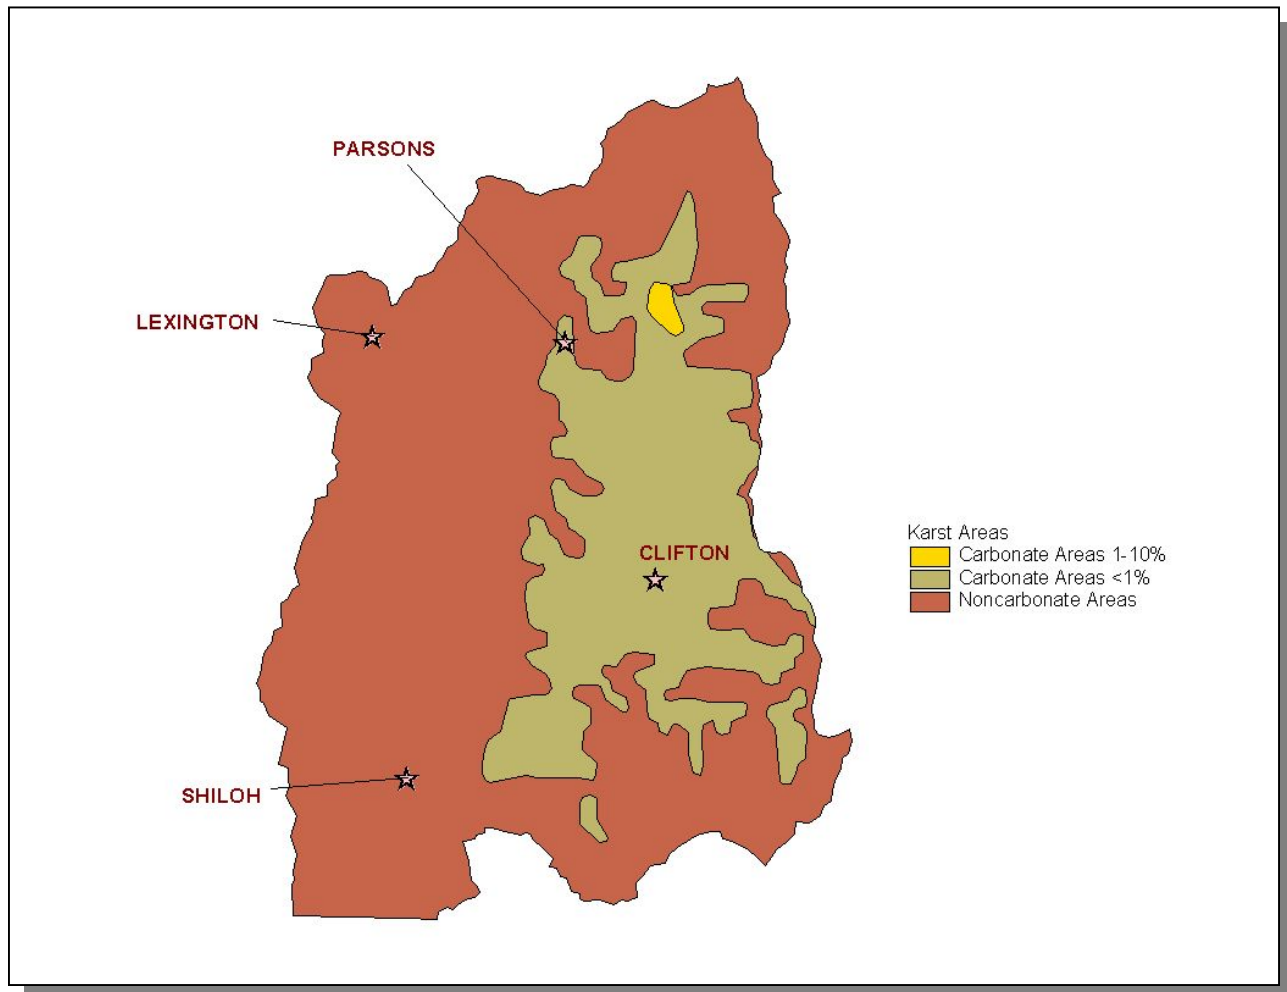 PARSONS
LEXINGTON
CLIFTON
SHILOH
Karst Areas
Carbonate Areas 1-10%
Carbonate Areas <1%
Noncarbonate Areas